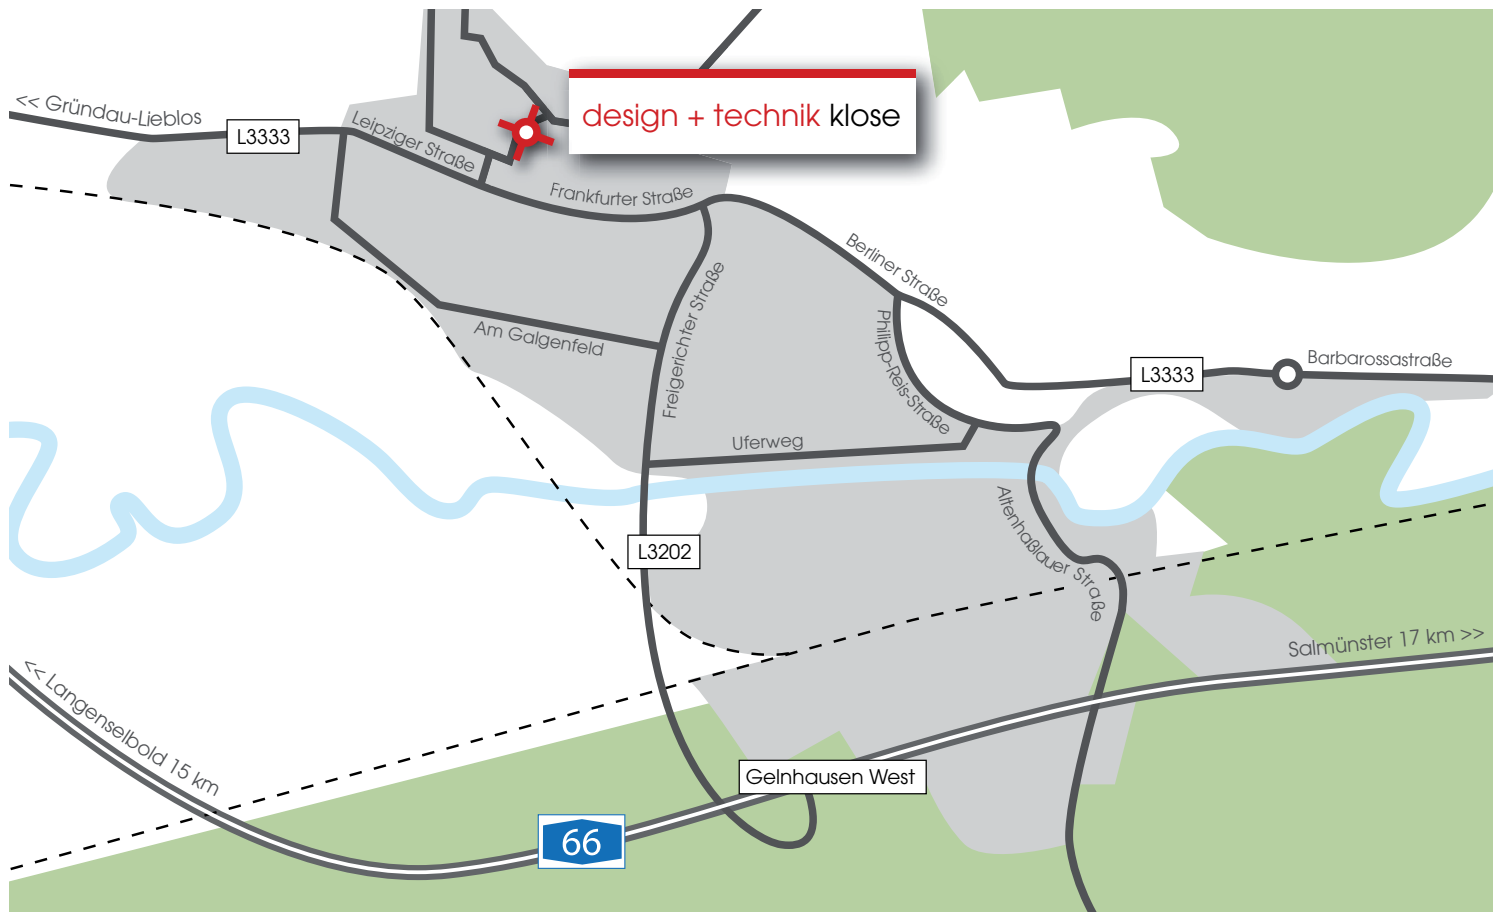 << Gründau-Lieblos
L3333
Leipziger Straße
design + technik klose
Frankfurter Straße
Berliner Straße
Freigerichter Straße
Am Galgenfeld
Philipp-Reis-Straße
L3333
Barbarossastraße
Uferweg
Altenhaßlauer Straße
L3202
Salmünster 17 km >>
<< Langenselbold 15 km
Gelnhausen West
66